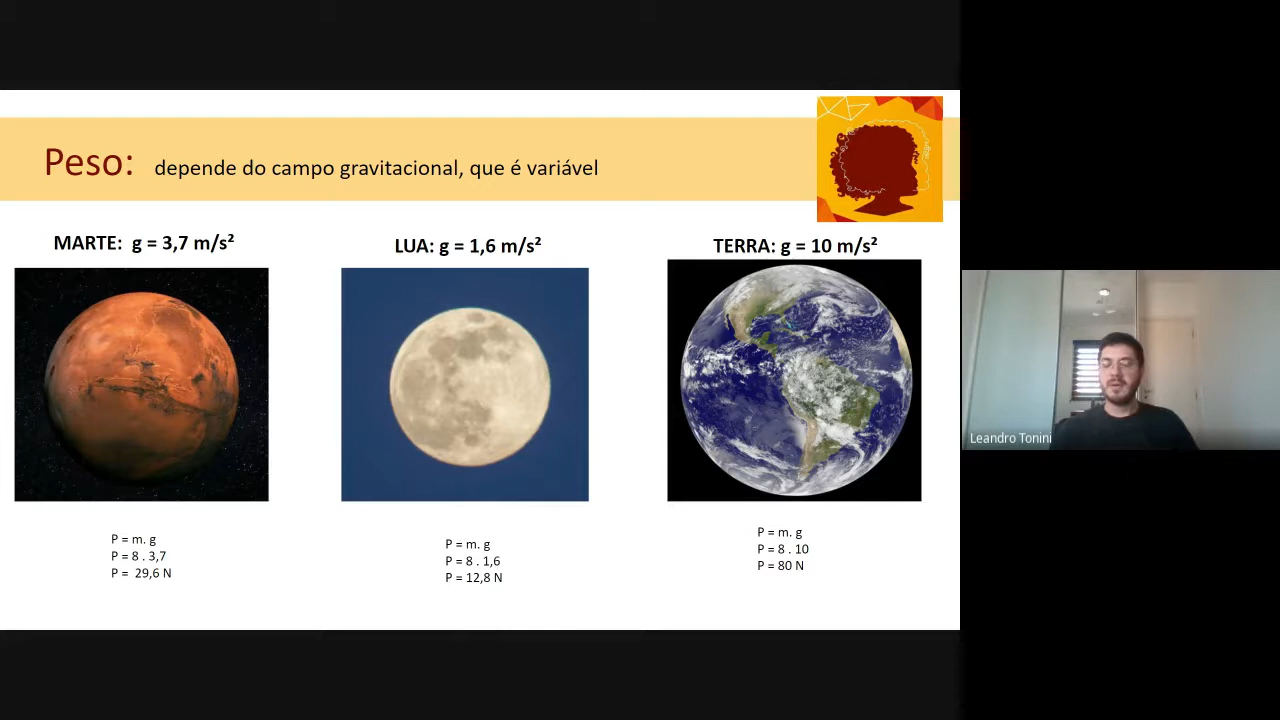 Peso: depende do campo gravitacional, que é variável
MARTE: g = 3,7 m/s²
LUA: g = 1,6 m/s²
TERRA: g = 10 m/s²
P = m. g
P = 8 . 3,7
P = 29,6 N
P = m. g
P = 8 . 1,6
P = 12,8 N
P = m. g
P = 8 . 10
P = 80 N
Leandro Tonini